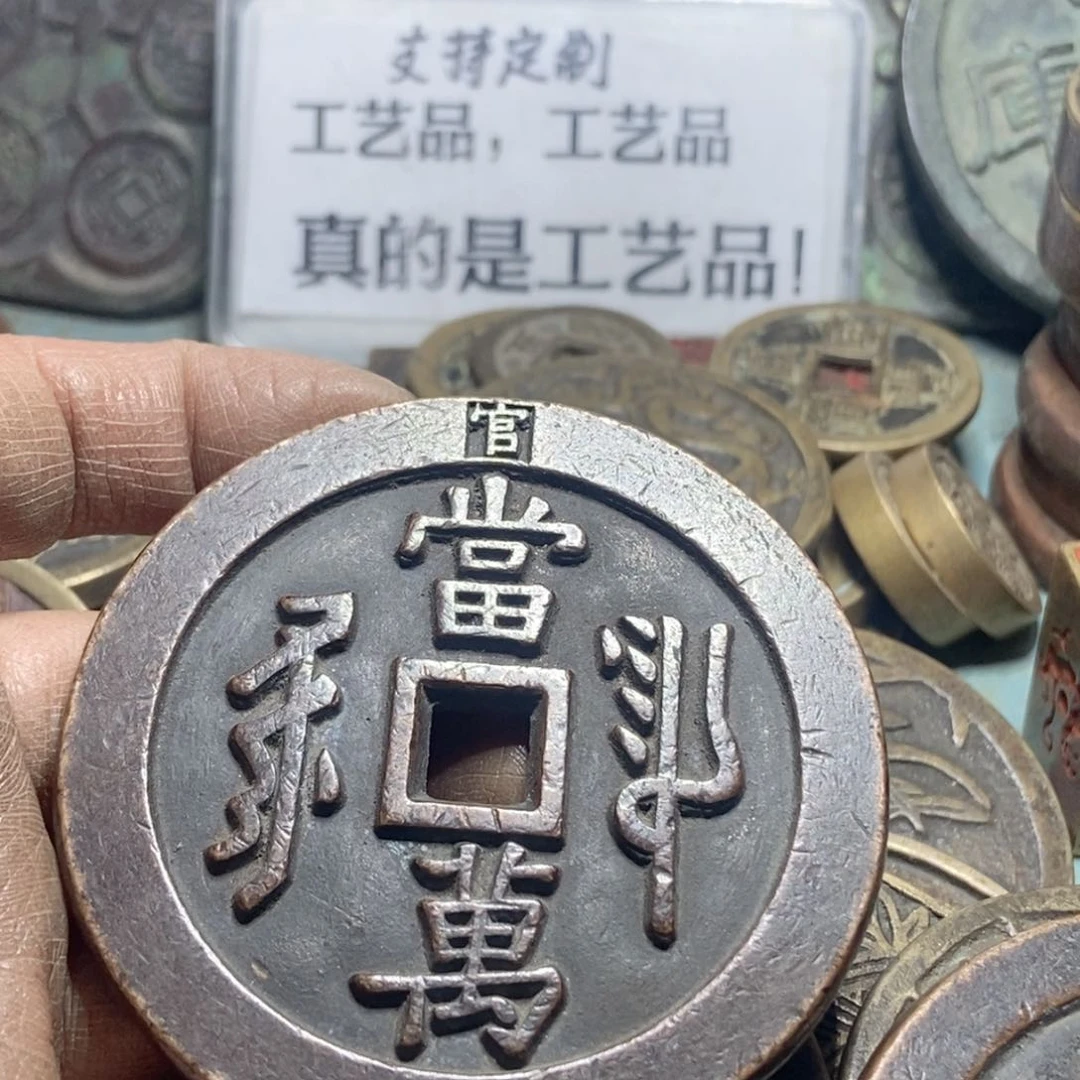 支持定制
工艺品，工艺品
真的是工艺品！
官
當
萬